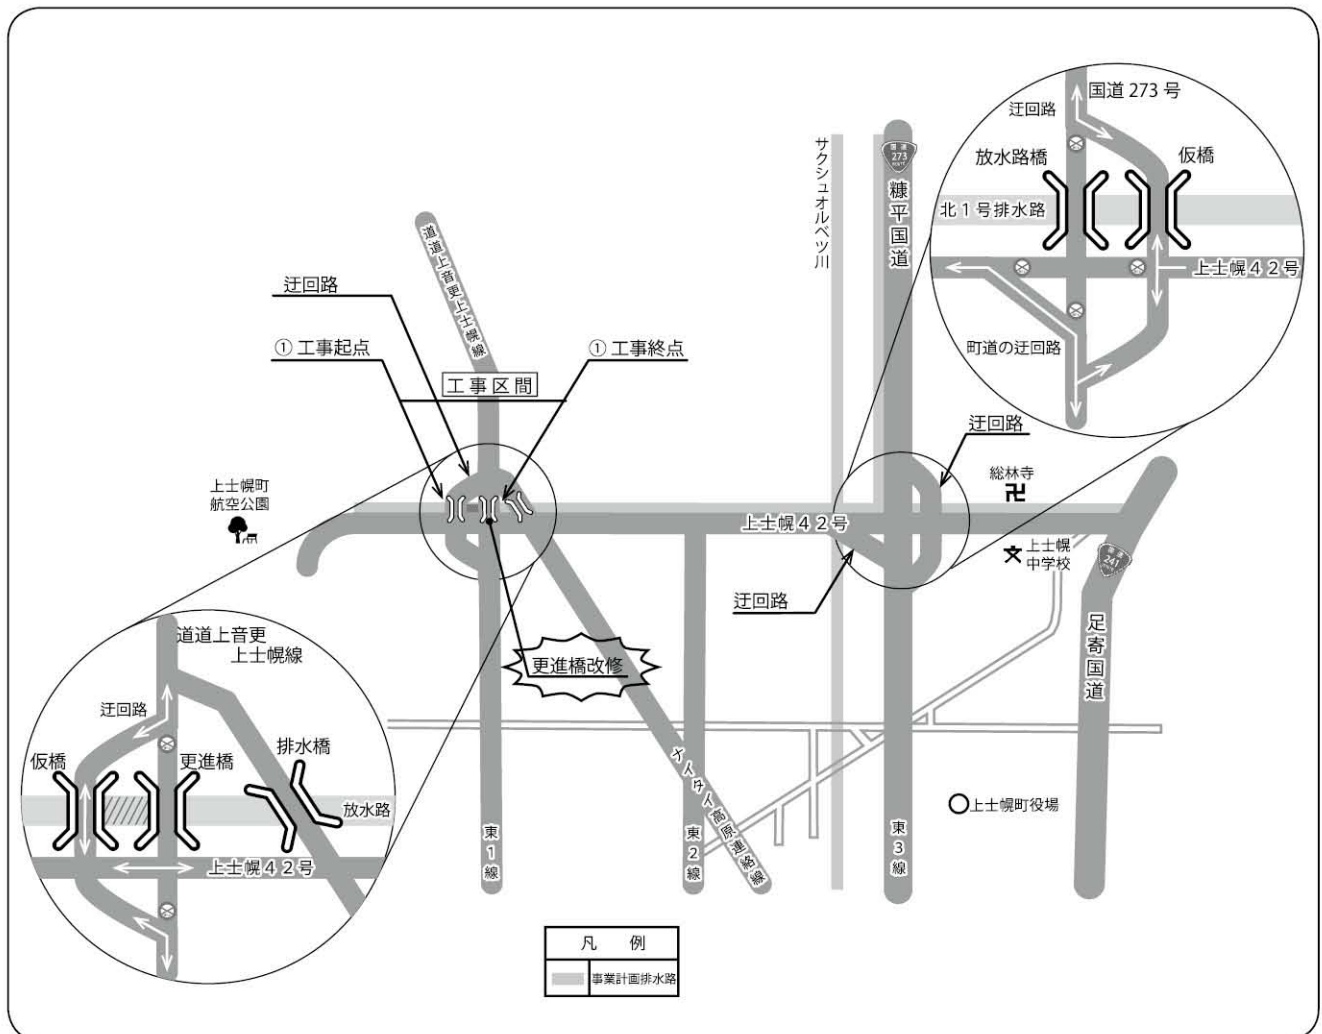 国道273号
迂回路
放水路橋
仮橋
北1号排水路
上士幌42号
町道の迂回路
サクシュオルベツ川
国道
273
ROUTE
糠平国道
道道上音更上士幌線
迂回路
①工事起点
①工事終点
工事区間
迂回路
総林寺
上士幌町
航空公園
上士幌42号
上士幌
中学校
国道
241
ROUTE
迂回路
足寄国道
更進橋改修
道道上音更
上士幌線
迂回路
仮橋
更進橋
排水橋
放水路
上士幌42号
東1線
東2線
ナイタイ高原連絡線
東3線
上士幌町役場
凡例
事業計画排水路